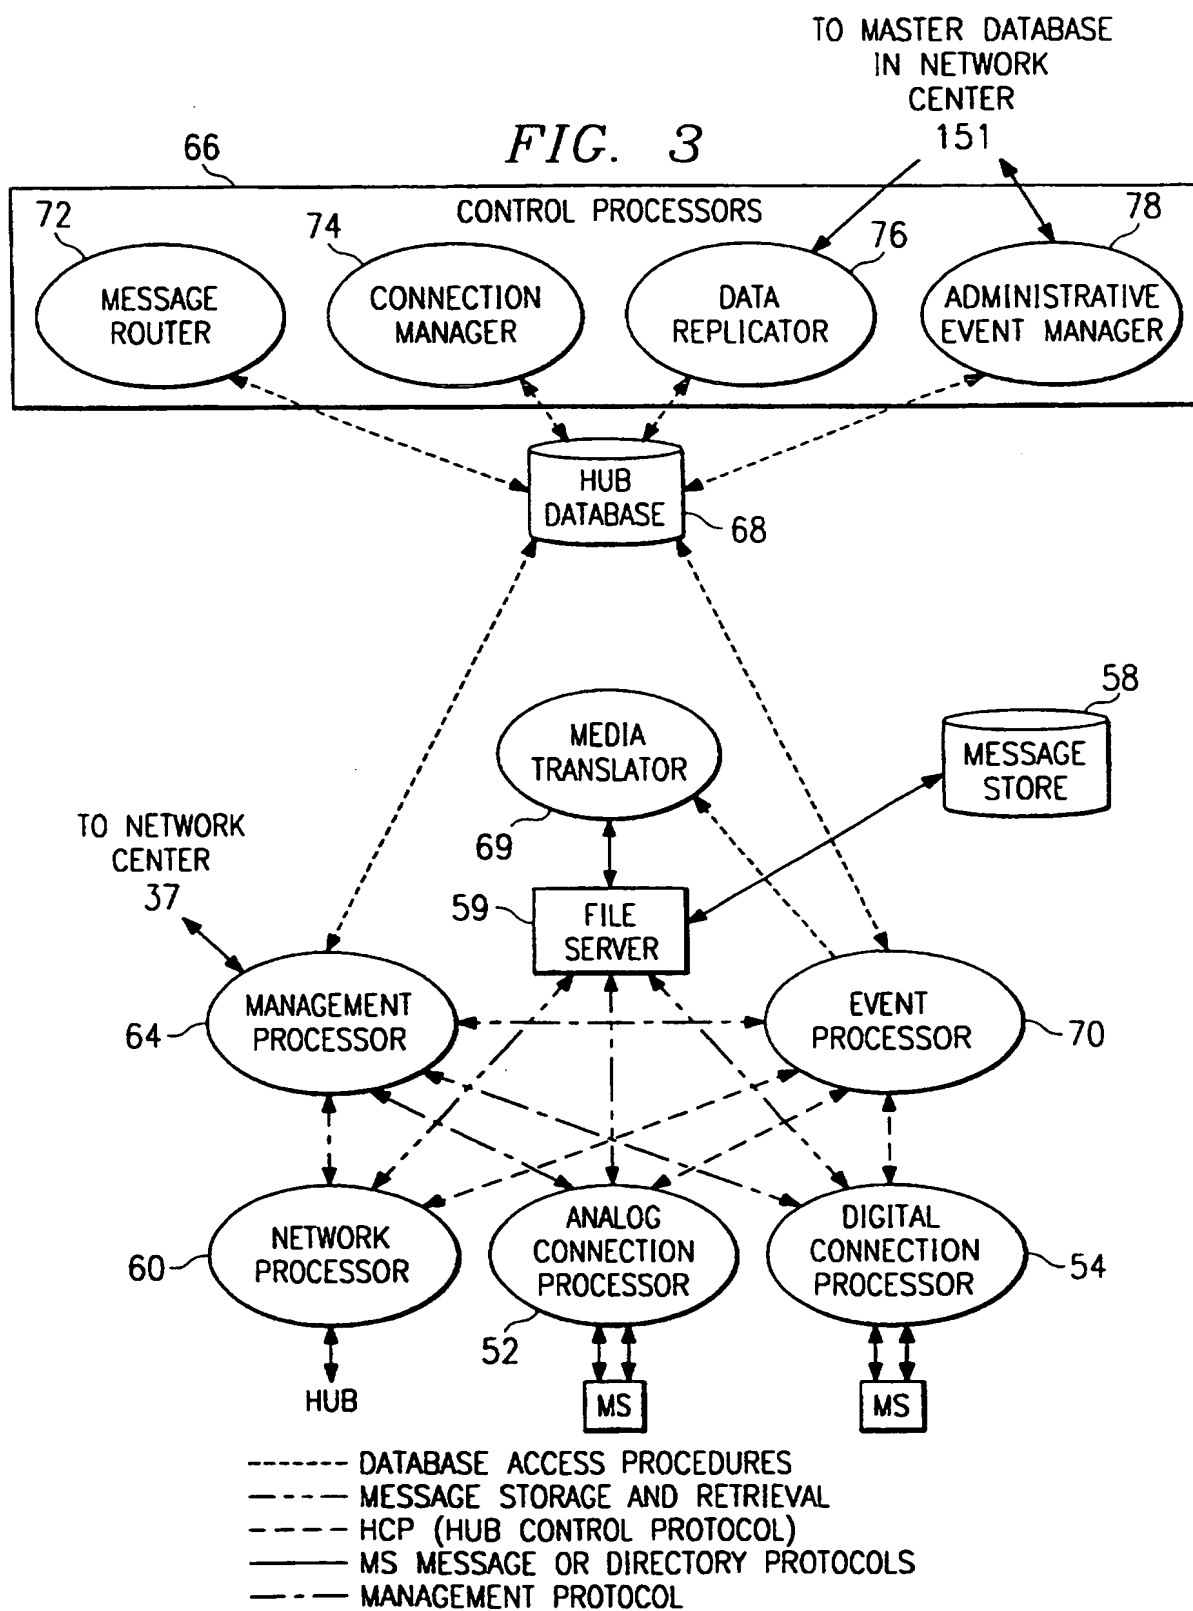 TO MASTER DATABASE
IN NETWORK
CENTER
151
FIG. 3
66
CONTROL PROCESSORS
72
74
76
78
MESSAGE
ROUTER
CONNECTION
MANAGER
DATA
REPLICATOR
ADMINISTRATIVE
EVENT MANAGER
HUB
DATABASE
68
58
MEDIA
TRANSLATOR
MESSAGE
STORE
69
TO NETWORK
CENTER
37
59
FILE
SERVER
MANAGEMENT
PROCESSOR
64
EVENT
PROCESSOR
70
NETWORK
PROCESSOR
60
ANALOG
CONNECTION
PROCESSOR
52
DIGITAL
CONNECTION
PROCESSOR
54
HUB
MS
MS
DATABASE ACCESS PROCEDURES
MESSAGE STORAGE AND RETRIEVAL
HCP (HUB CONTROL PROTOCOL)
MS MESSAGE OR DIRECTORY PROTOCOLS
MANAGEMENT PROTOCOL